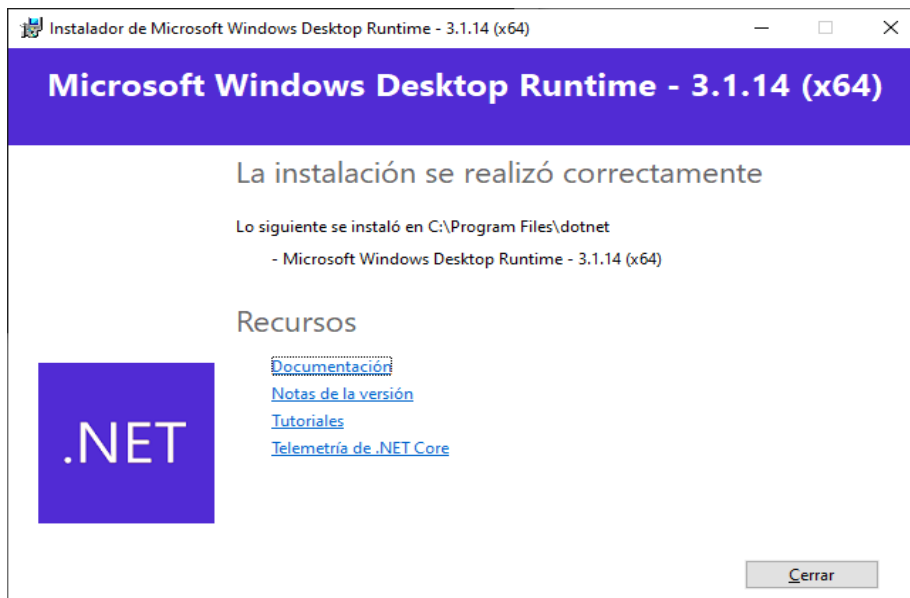 Instalador de Microsoft Windows Desktop Runtime - 3.1.14 (x64)
Microsoft Windows Desktop Runtime - 3.1.14 (x64)
La instalación se realizó correctamente
Lo siguiente se instaló en C:\Program Files\dotnet
- Microsoft Windows Desktop Runtime - 3.1.14 (x64)
Recursos
Documentación
Notas de la versión
Tutoriales
Telemetría de .NET Core
.NET
Cerrar